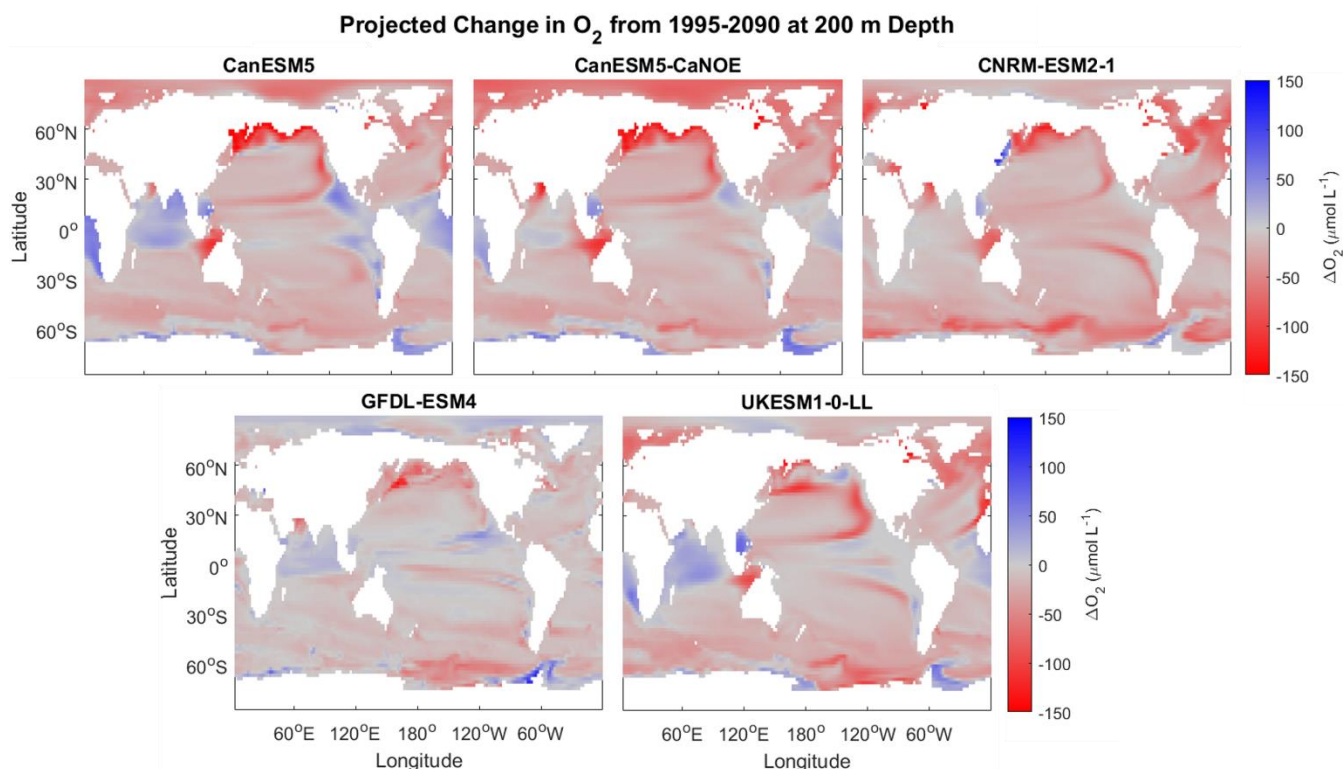 Projected Change in O₂ from 1995-2090 at 200 m Depth
CanESM5
CanESM5-CaNOE
CNRM-ESM2-1
60°N
30°N
0°
30°S
60°S
Latitude
150
100
50
0
-50
-100
-150
ΔO₂ (μmol L⁻¹)
GFDL-ESM4
UKESM1-0-LL
60°N
30°N
0°
30°S
60°S
Latitude
60°E 120°E 180° 120°W 60°W
Longitude
60°E 120°E 180° 120°W 60°W
Longitude
150
100
50
0
-50
-100
-150
ΔO₂ (μmol L⁻¹)